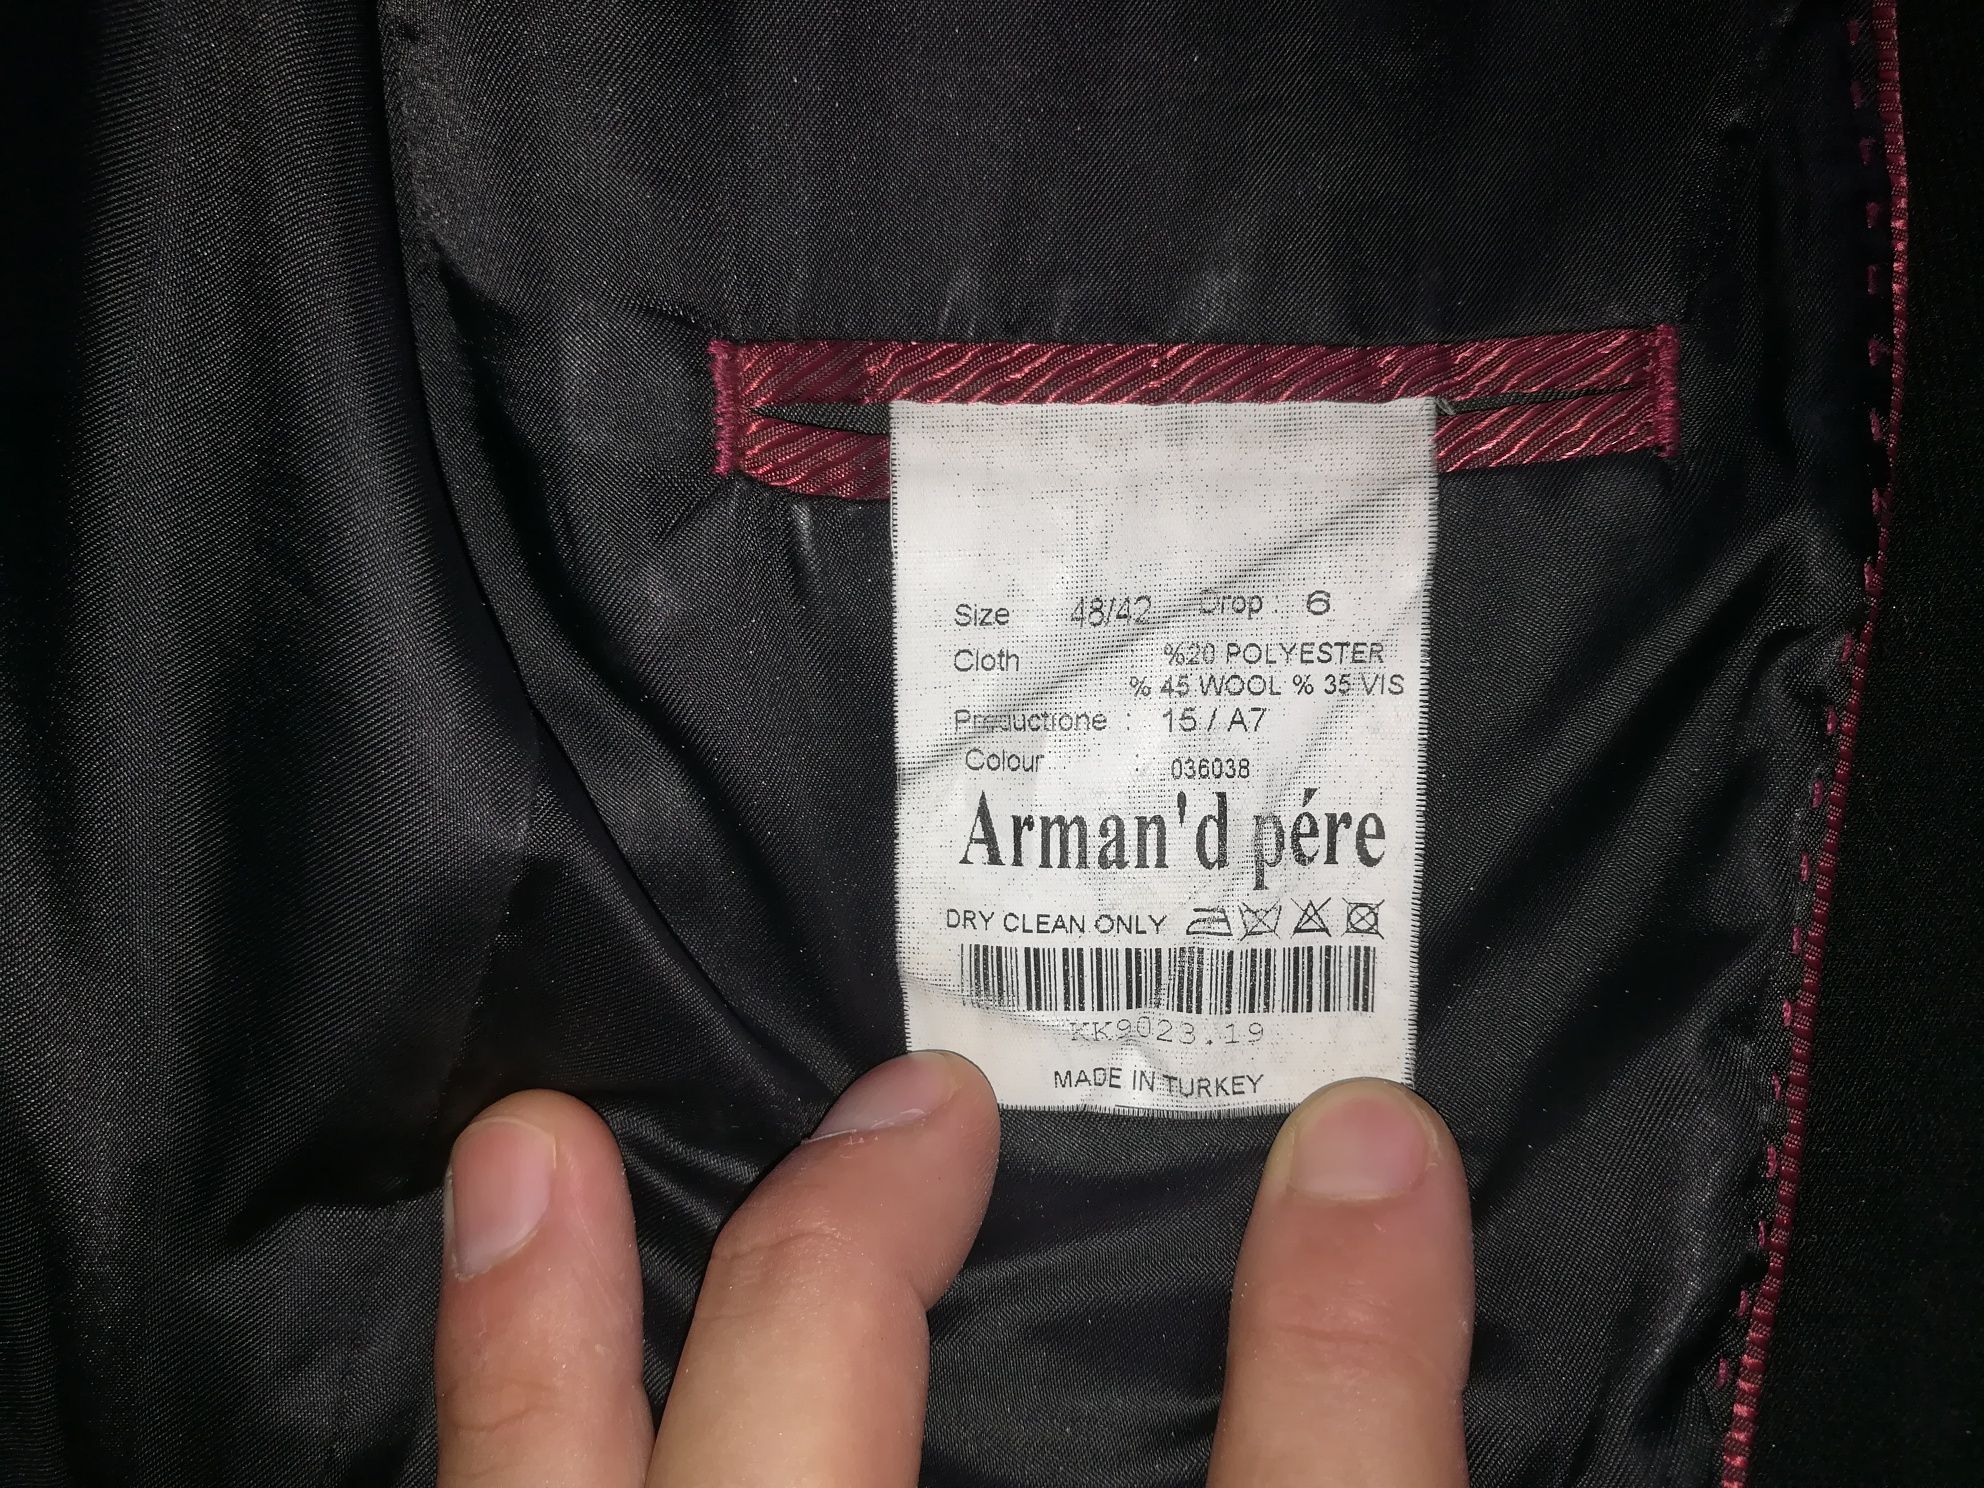 Size 48/42 Drop : 6
Cloth : %20 POLYESTER
% 45 WOOL % 35 VIS
Productione : 15 / A7
Colour : 036038
Arman'd pére
DRY CLEAN ONLY
KK9023.19
MADE IN TURKEY